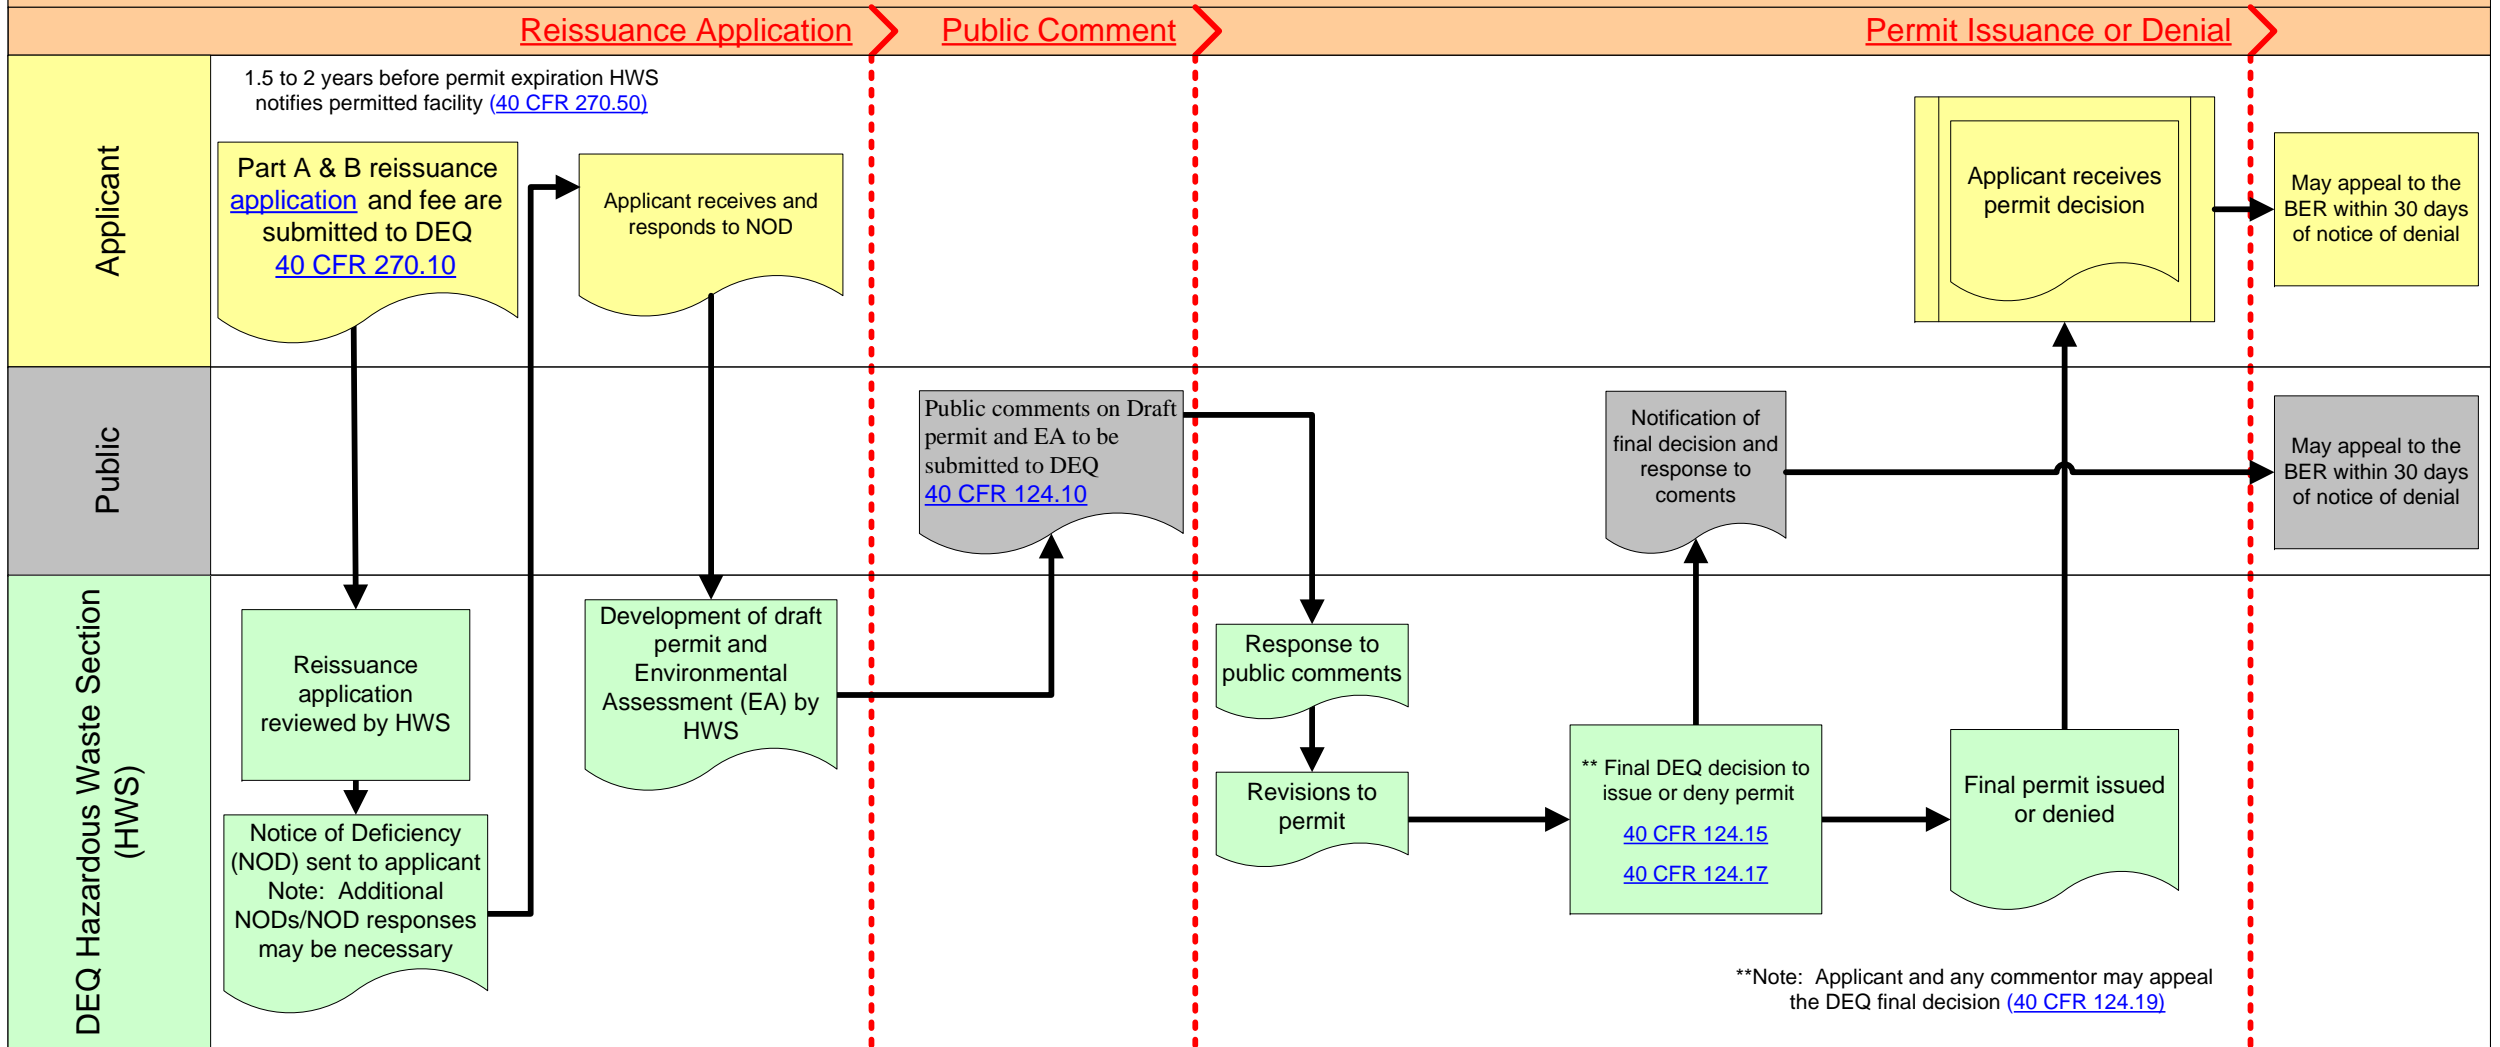 Reissuance Application
Public Comment
Permit Issuance or Denial
Applicant
1.5 to 2 years before permit expiration HWS
notifies permitted facility (40 CFR 270.50)
Part A & B reissuance
application and fee are
submitted to DEQ
40 CFR 270.10
Applicant receives and
responds to NOD
Applicant receives
permit decision
May appeal to the
BER within 30 days
of notice of denial
Public
Public comments on Draft
permit and EA to be
submitted to DEQ
40 CFR 124.10
Notification of
final decision and
response to
coments
May appeal to the
BER within 30 days
of notice of denial
DEQ Hazardous Waste Section
(HWS)
Reissuance
application
reviewed by HWS
Notice of Deficiency
(NOD) sent to applicant
Note: Additional
NODs/NOD responses
may be necessary
Development of draft
permit and
Environmental
Assessment (EA) by
HWS
Response to
public comments
Revisions to
permit
** Final DEQ decision to
issue or deny permit
40 CFR 124.15
40 CFR 124.17
Final permit issued
or denied
**Note: Applicant and any commentor may appeal
the DEQ final decision (40 CFR 124.19)